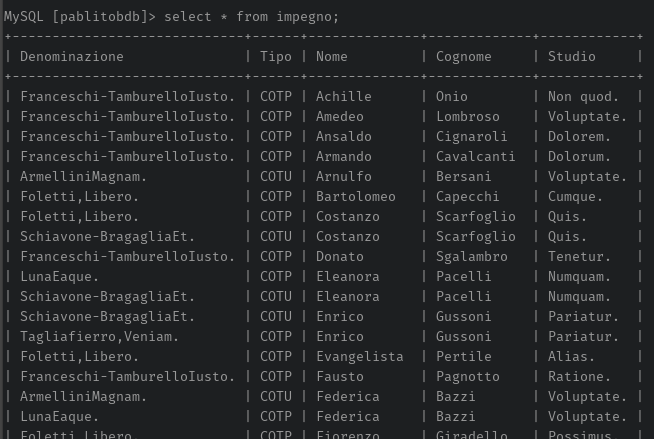 MySQL [pablitobdb]> select * from impegno;
+-----------------------------+------+--------------+------------+------------+
| Denominazione | Tipo | Nome | Cognome | Studio |
+-----------------------------+------+--------------+------------+------------+
| Franceschi-TamburelloIusto. | COTP | Achille | Onio | Non quod. |
| Franceschi-TamburelloIusto. | COTP | Amedeo | Lombroso | Voluptate. |
| Franceschi-TamburelloIusto. | COTP | Ansaldo | Cignaroli | Dolorem. |
| Franceschi-TamburelloIusto. | COTP | Armando | Cavalcanti | Dolorum. |
| ArmelliniMagnam. | COTU | Arnulfo | Bersani | Voluptate. |
| Foletti,Libero. | COTP | Bartolomeo | Capecchi | Cumque. |
| Foletti,Libero. | COTP | Costanzo | Scarfoglio | Quis. |
| Schiavone-BragagliaEt. | COTU | Costanzo | Scarfoglio | Quis. |
| Franceschi-TamburelloIusto. | COTP | Donato | Sgalambro | Tenetur. |
| LunaEaque. | COTP | Eleanora | Pacelli | Numquam. |
| Schiavone-BragagliaEt. | COTU | Eleanora | Pacelli | Numquam. |
| Schiavone-BragagliaEt. | COTU | Enrico | Gussoni | Pariatur. |
| Tagliafierro,Veniam. | COTP | Enrico | Gussoni | Pariatur. |
| Foletti,Libero. | COTP | Evangelista | Pertile | Alias. |
| Franceschi-TamburelloIusto. | COTP | Fausto | Pagnotto | Ratione. |
| ArmelliniMagnam. | COTU | Federica | Bazzi | Voluptate. |
| LunaEaque. | COTP | Federica | Bazzi | Voluptate. |
| Foletti,Libero. | COTP | Fiorenzo | Giradello | Possimus. |